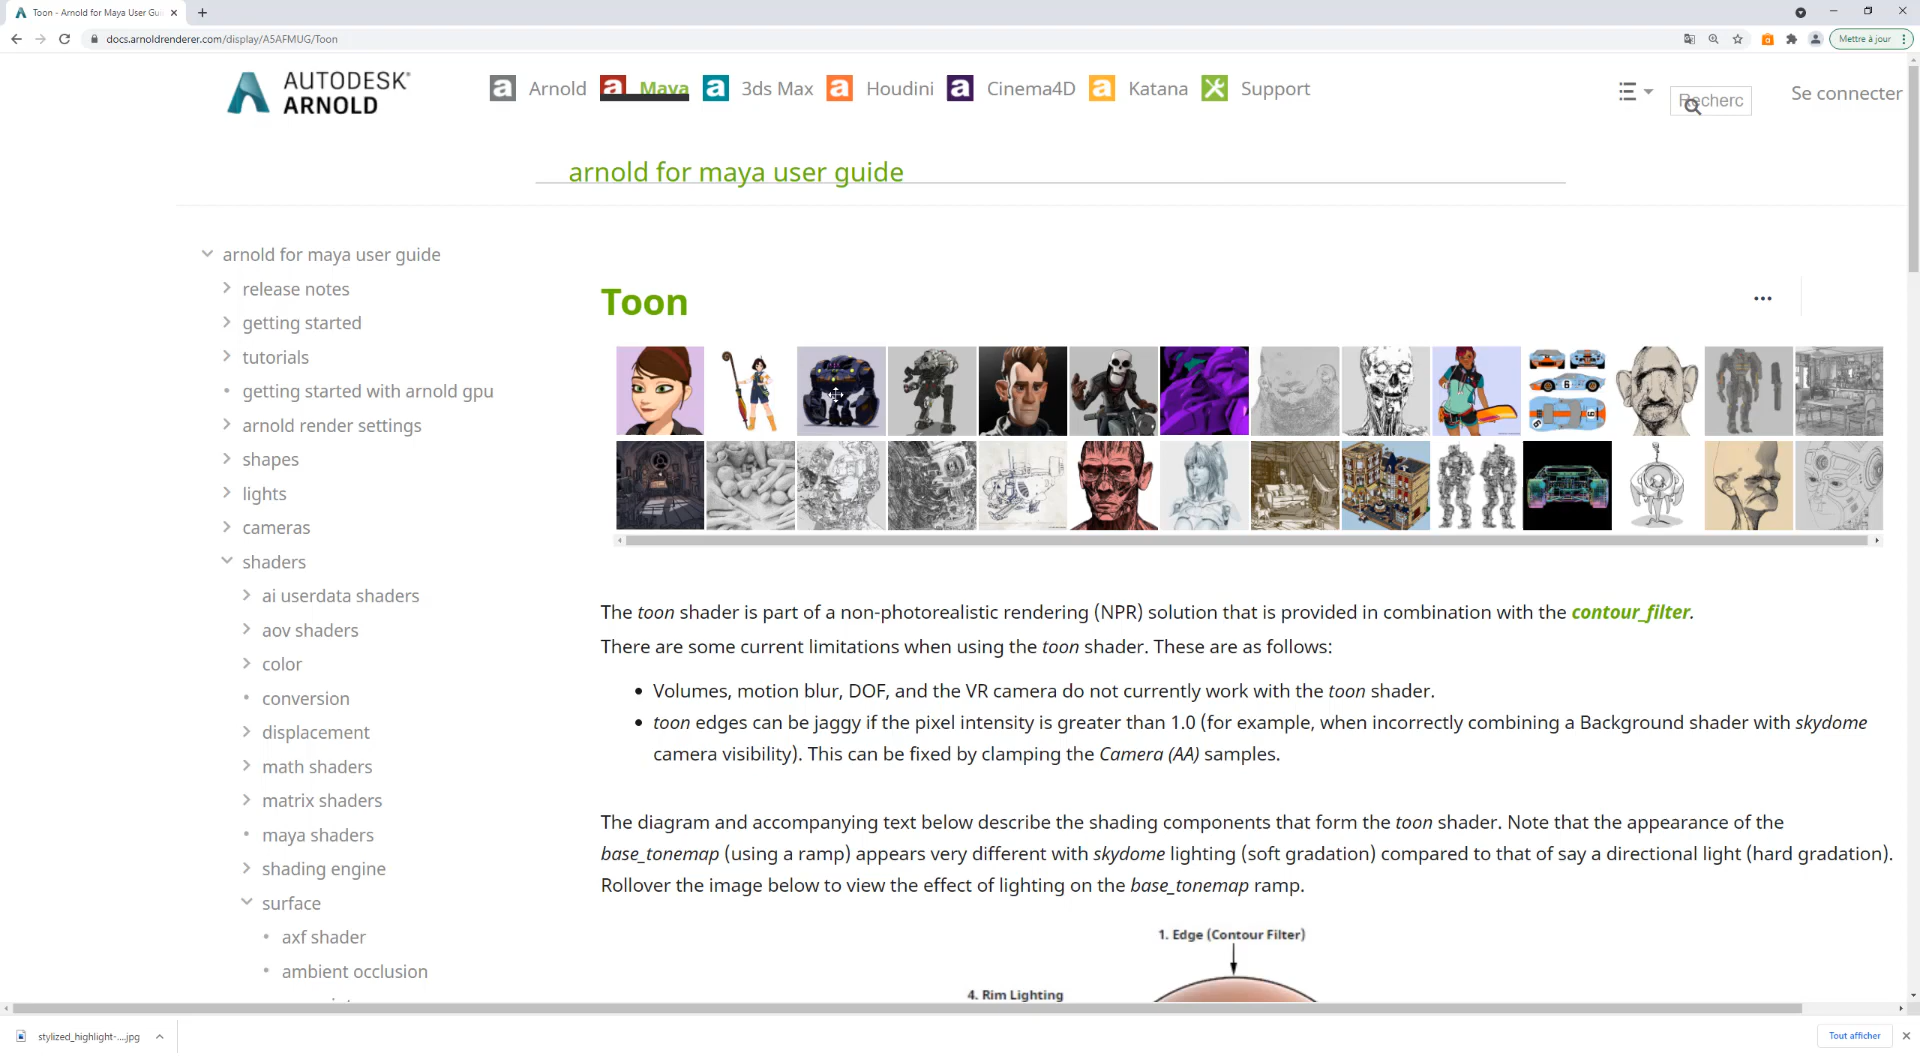 Toon - Arnold for Maya User Gui
docs.arnoldrenderer.com/display/A5AFMUG/Toon
Mettre à jour
AUTODESK®
ARNOLD
Arnold
Maya
3ds Max
Houdini
Cinema4D
Katana
Support
Recherc
Se connecter
arnold for maya user guide
arnold for maya user guide
release notes
getting started
tutorials
getting started with arnold gpu
arnold render settings
shapes
lights
cameras
shaders
ai userdata shaders
aov shaders
color
conversion
displacement
math shaders
matrix shaders
maya shaders
shading engine
surface
axf shader
ambient occlusion
Toon
The toon shader is part of a non-photorealistic rendering (NPR) solution that is provided in combination with the contour_filter.
There are some current limitations when using the toon shader. These are as follows:
Volumes, motion blur, DOF, and the VR camera do not currently work with the toon shader.
toon edges can be jaggy if the pixel intensity is greater than 1.0 (for example, when incorrectly combining a Background shader with skydome
camera visibility). This can be fixed by clamping the Camera (AA) samples.
The diagram and accompanying text below describe the shading components that form the toon shader. Note that the appearance of the
base_tonemap (using a ramp) appears very different with skydome lighting (soft gradation) compared to that of say a directional light (hard gradation).
Rollover the image below to view the effect of lighting on the base_tonemap ramp.
1. Edge (Contour Filter)
4. Rim Lighting
stylized_highlight-....jpg
Tout afficher